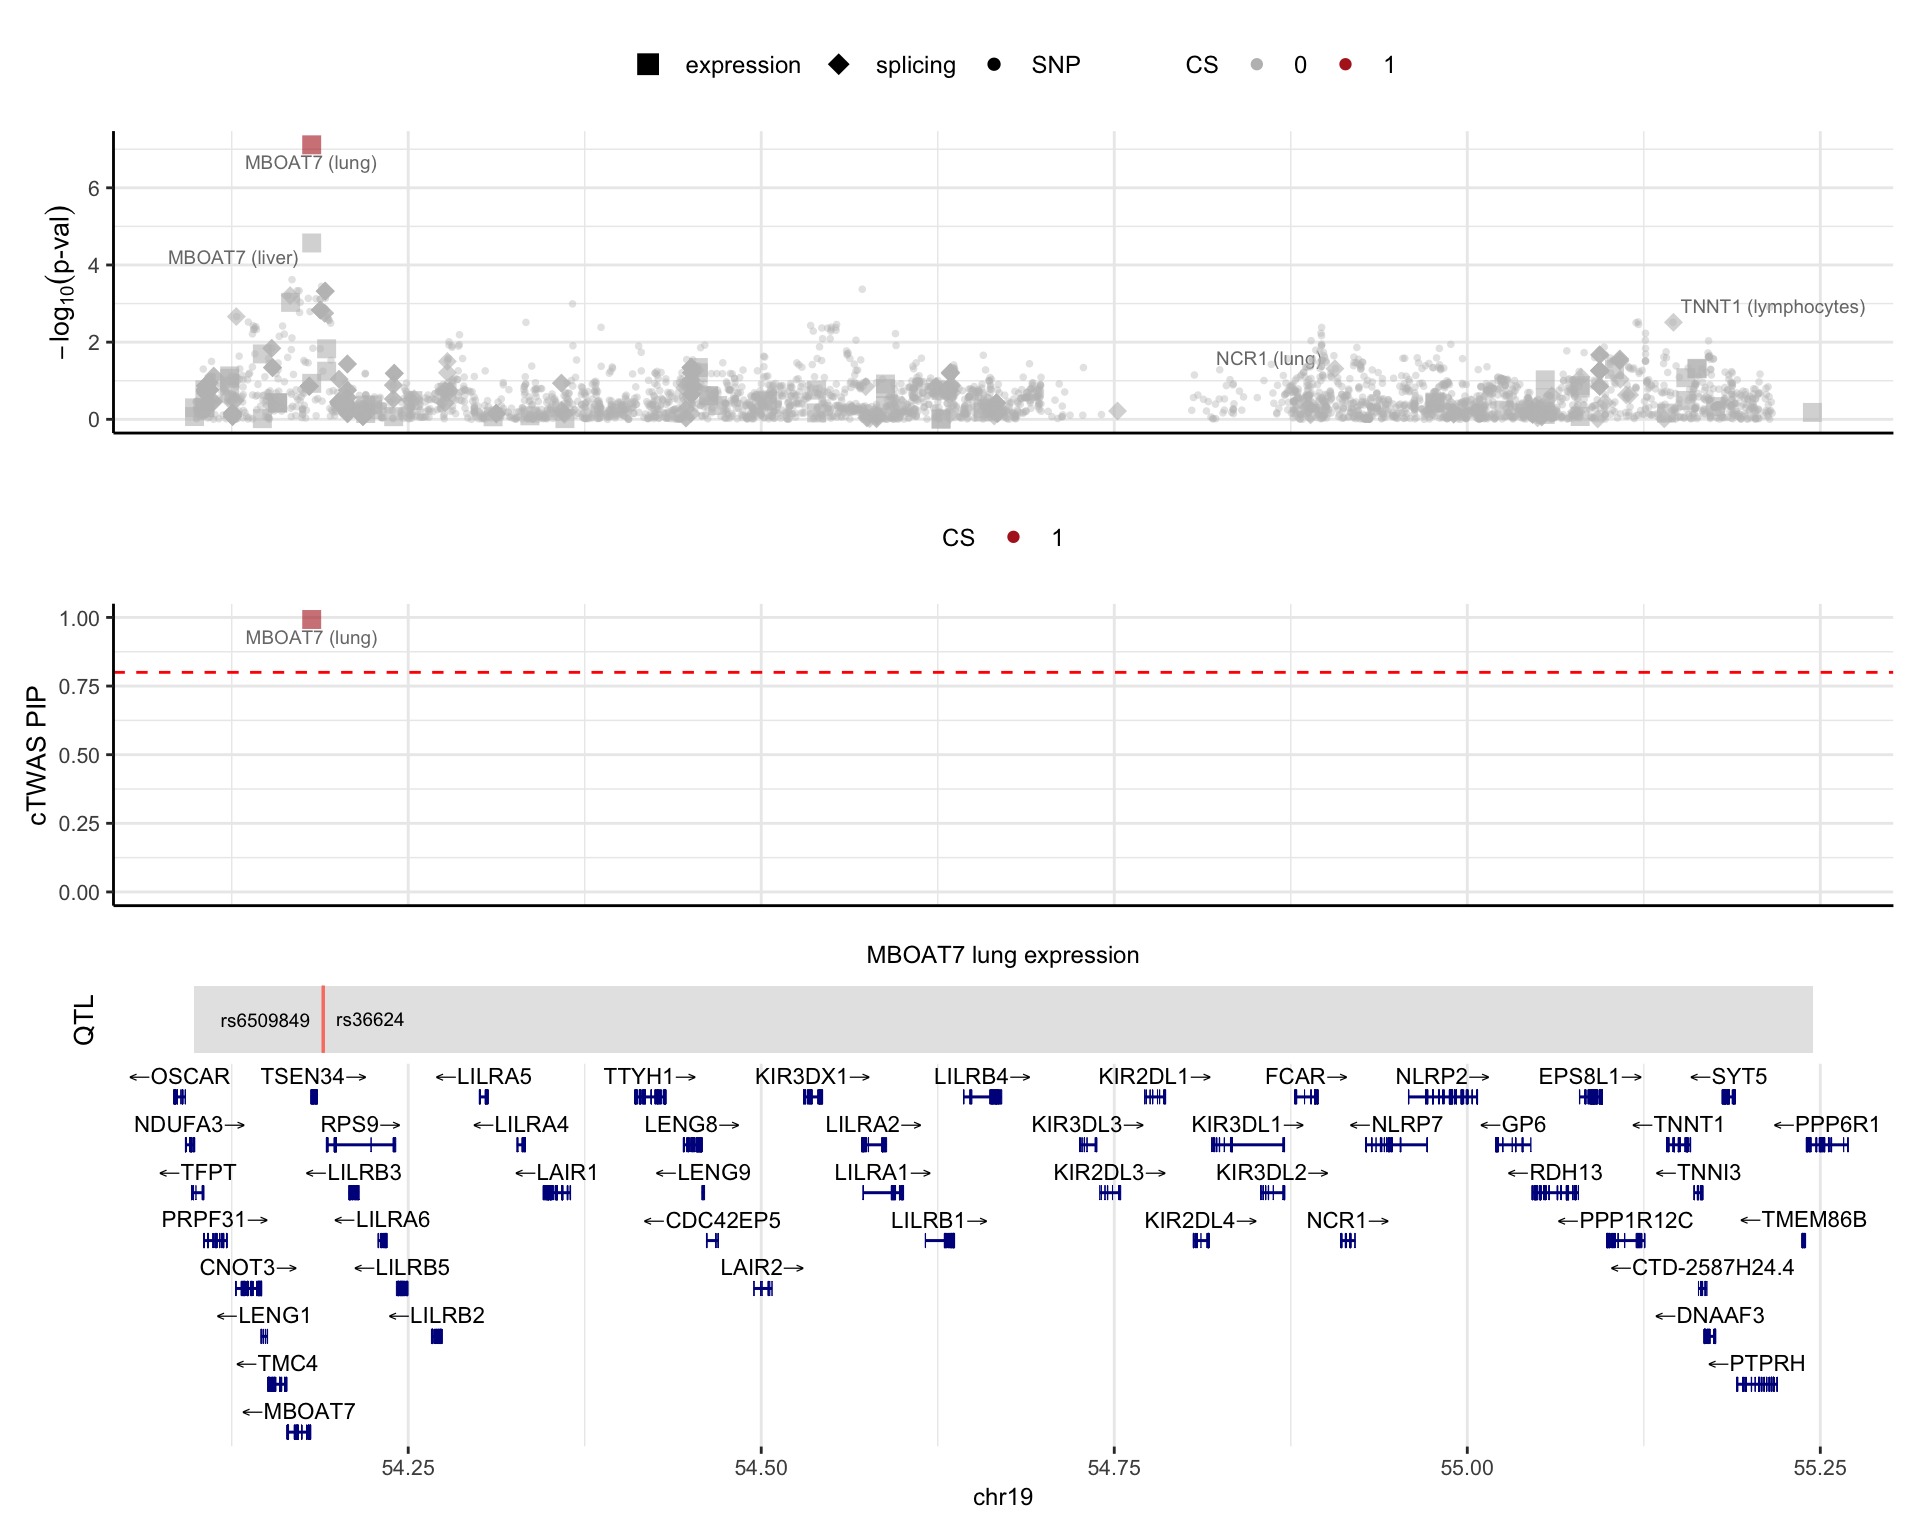 expression splicing SNP CS 0 1
MBOAT7 (lung)
6
MBOAT7 (liver)
4
TNNT1 (lymphocytes)
2
NCR1 (lung)
0
−log10(p-val)
CS 1
1.00
MBOAT7 (lung)
0.75
0.50
0.25
0.00
cTWAS PIP
MBOAT7 lung expression
QTL
rs6509849 rs36624
←OSCAR TSEN34→ ←LILRA5 TTYH1→ KIR3DX1→ LILRB4→ KIR2DL1→ FCAR→ NLRP2→ EPS8L1→ ←SYT5
NDUFA3→ RPS9→ ←LILRA4 LENG8→ LILRA2→ KIR3DL3→ KIR3DL1→ ←NLRP7 ←GP6 ←TNNT1 ←PPP6R1
←TFPT ←LILRB3 ←LAIR1 ←LENG9 LILRA1→ KIR2DL3→ KIR3DL2→ ←RDH13 ←TNNI3
PRPF31→ ←LILRA6 ←CDC42EP5 LILRB1→ KIR2DL4→ NCR1→ ←PPP1R12C ←TMEM86B
CNOT3→ ←LILRB5 LAIR2→ ←CTD-2587H24.4
←LENG1 ←LILRB2 ←DNAAF3
←TMC4 ←PTPRH
←MBOAT7
54.25 54.50 54.75 55.00 55.25
chr19